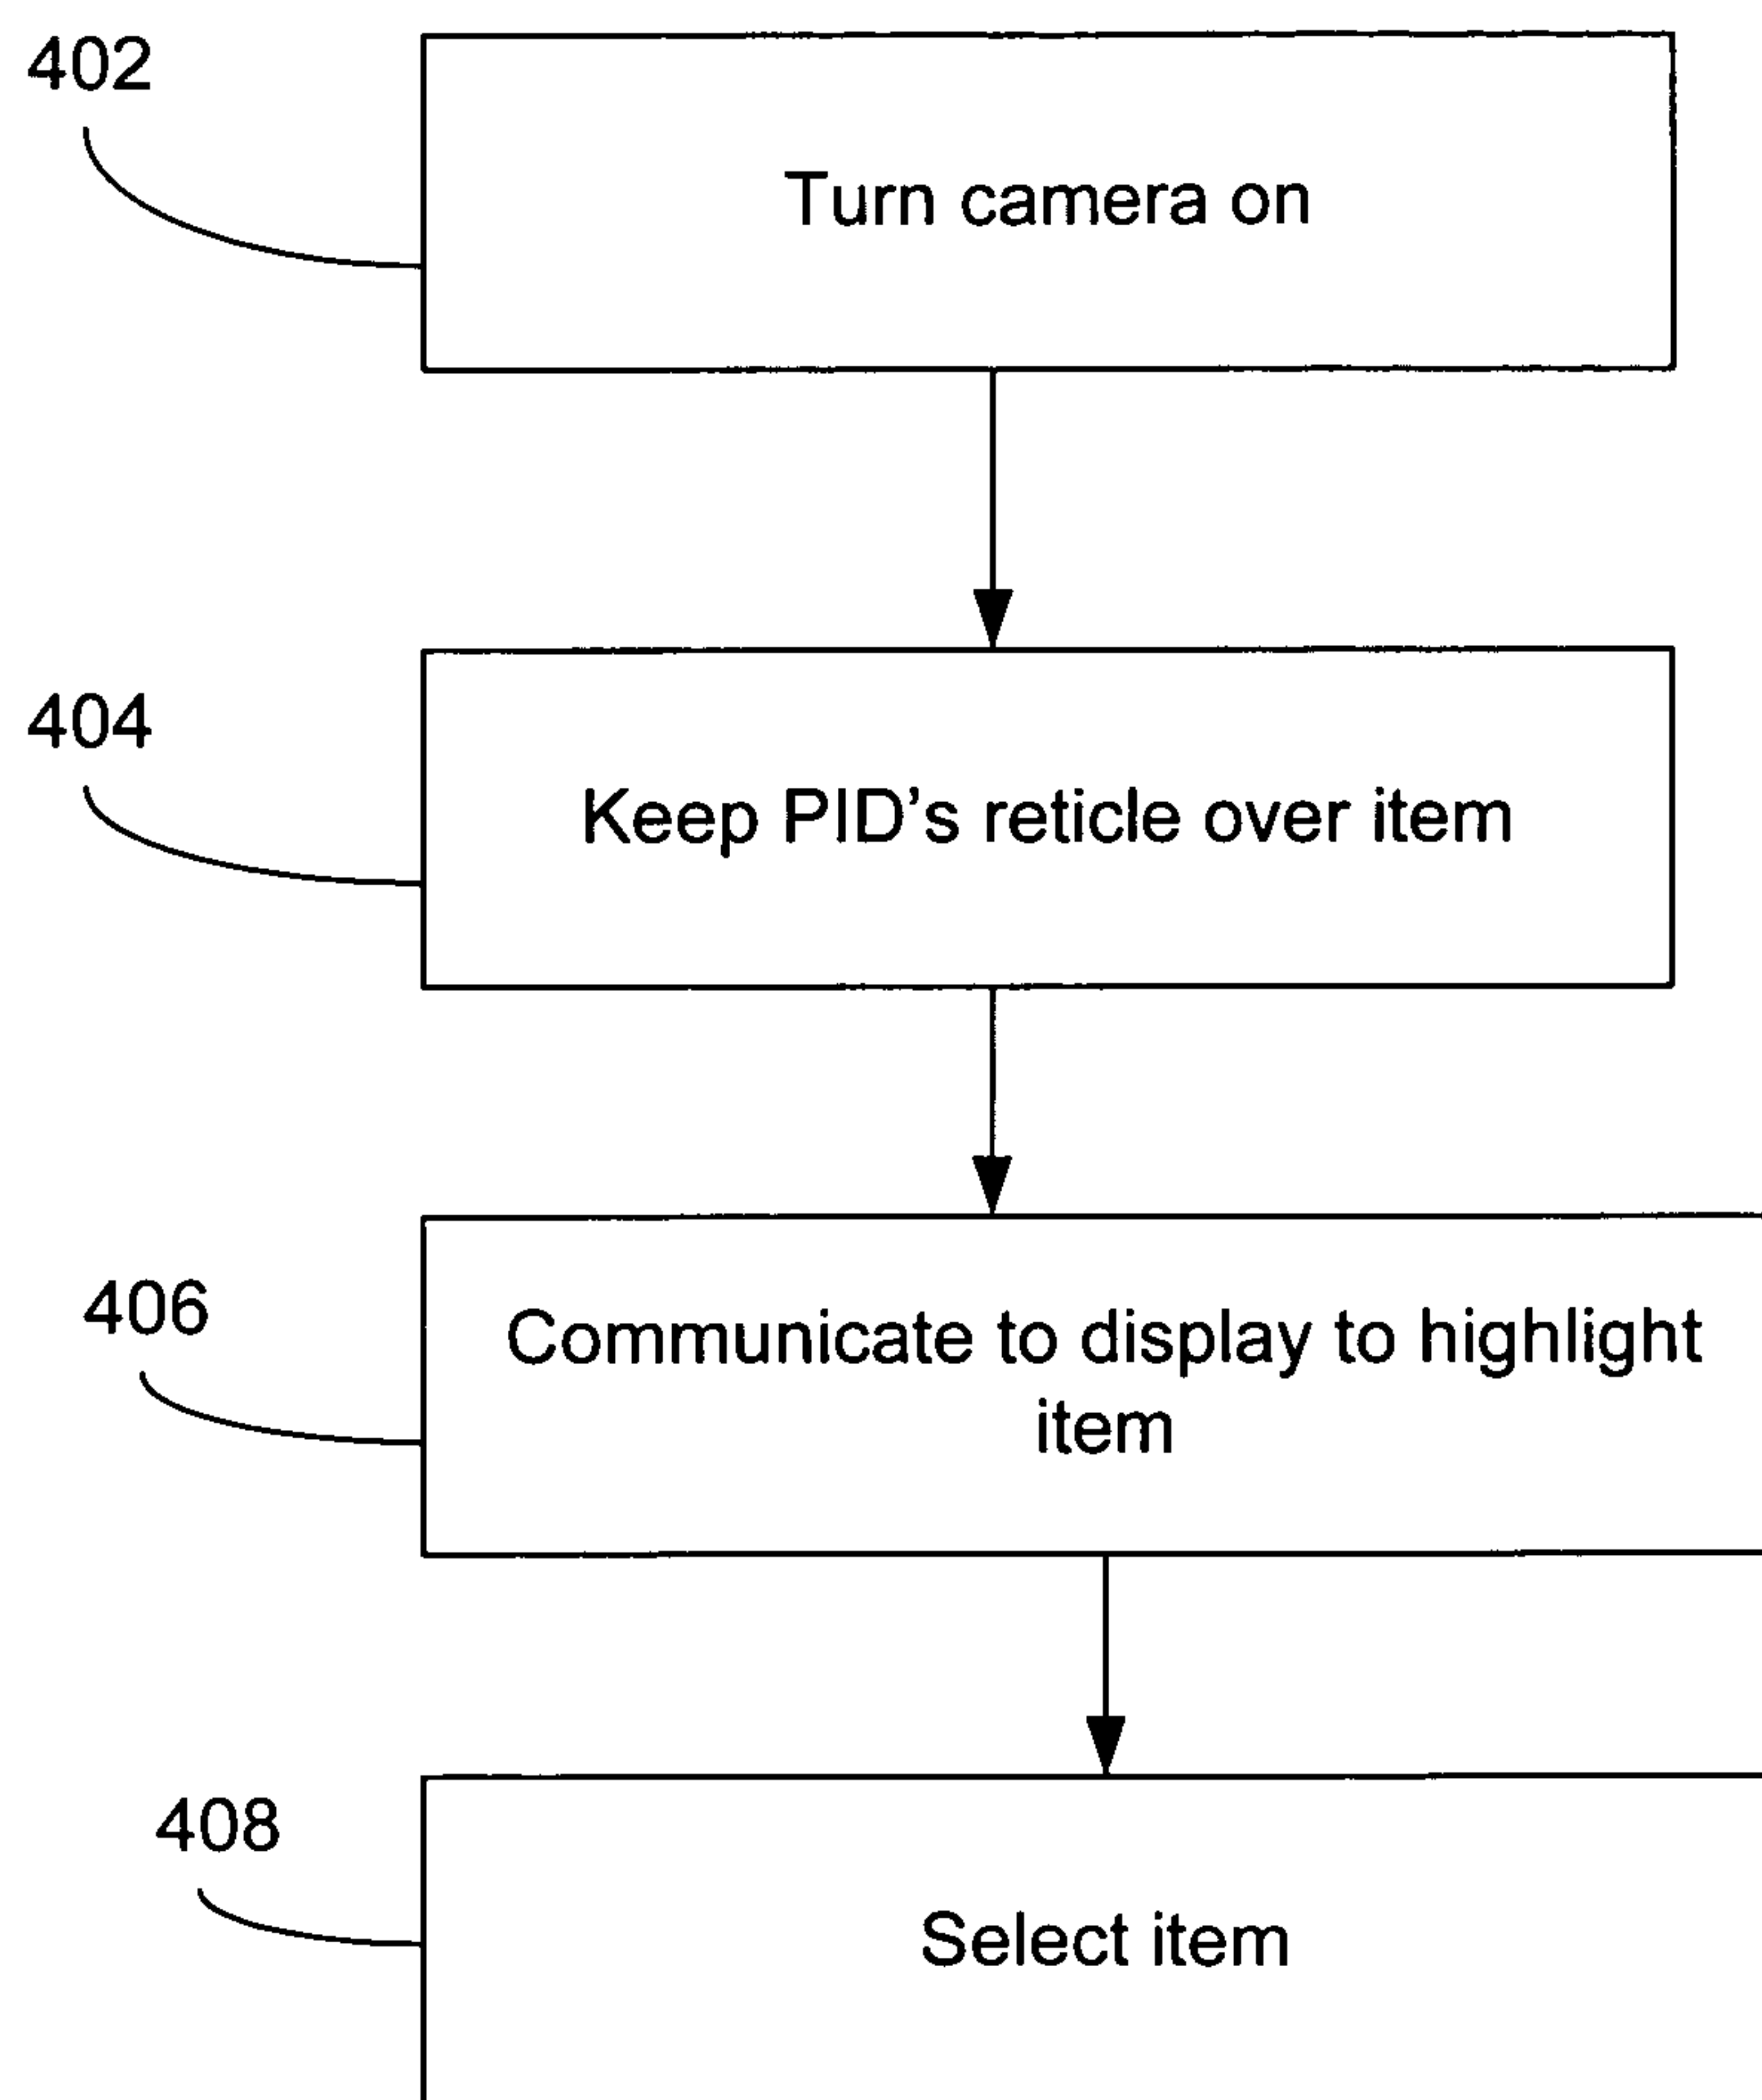 402
Turn camera on
404
Keep PID's reticle over item
406
Communicate to display to highlight
item
408
Select item